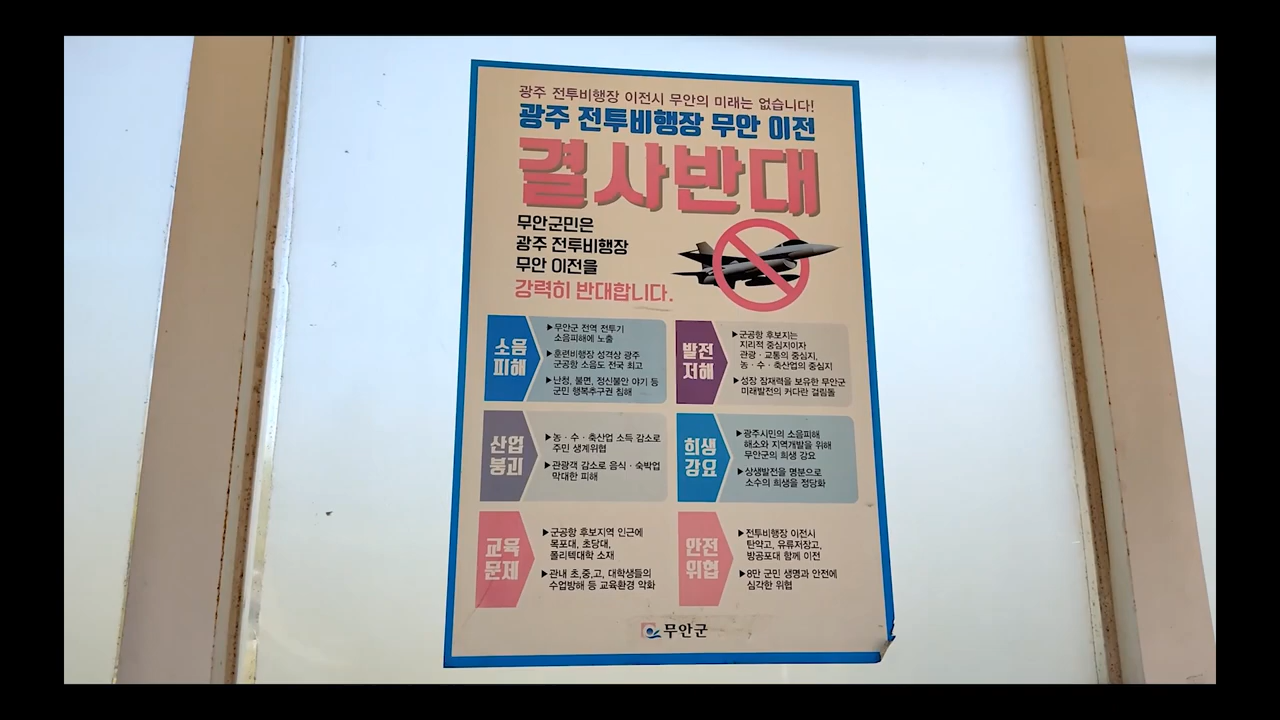 광주 전투비행장 이전시 무안의 미래는 없습니다!
광주 전투비행장 무안 이전
결사반대
무안군민은
광주 전투비행장
무안 이전을
강력히 반대합니다.
소음
피해
▶무안군 전역 전투기
소음피해에 노출
▶훈련비행장 성격상 광주
군공항 소음도 전국 최고
▶난청, 불면, 정신불안 야기 등
군민 행복추구권 침해
발전
저해
▶군공항 후보지는
지리적 중심지이자
관광·교통의 중심지,
농·수·축산업의 중심지
▶성장 잠재력을 보유한 무안군
미래발전의 커다란 걸림돌
산업
붕괴
▶농·수·축산업 소득 감소로
주민 생계위협
▶관광객 감소로 음식·숙박업
막대한 피해
희생
강요
▶광주시민의 소음피해
해소와 지역개발을 위해
무안군의 희생 강요
▶상생발전을 명분으로
소수의 희생을 정당화
교육
문제
▶군공항 후보지역 인근에
목포대, 초당대,
폴리텍대학 소재
▶관내 초,중,고, 대학생들의
수업방해 등 교육환경 악화
안전
위협
▶전투비행장 이전시
탄약고, 유류저장고,
방공포대 함께 이전
▶8만 군민 생명과 안전에
심각한 위협
무안군